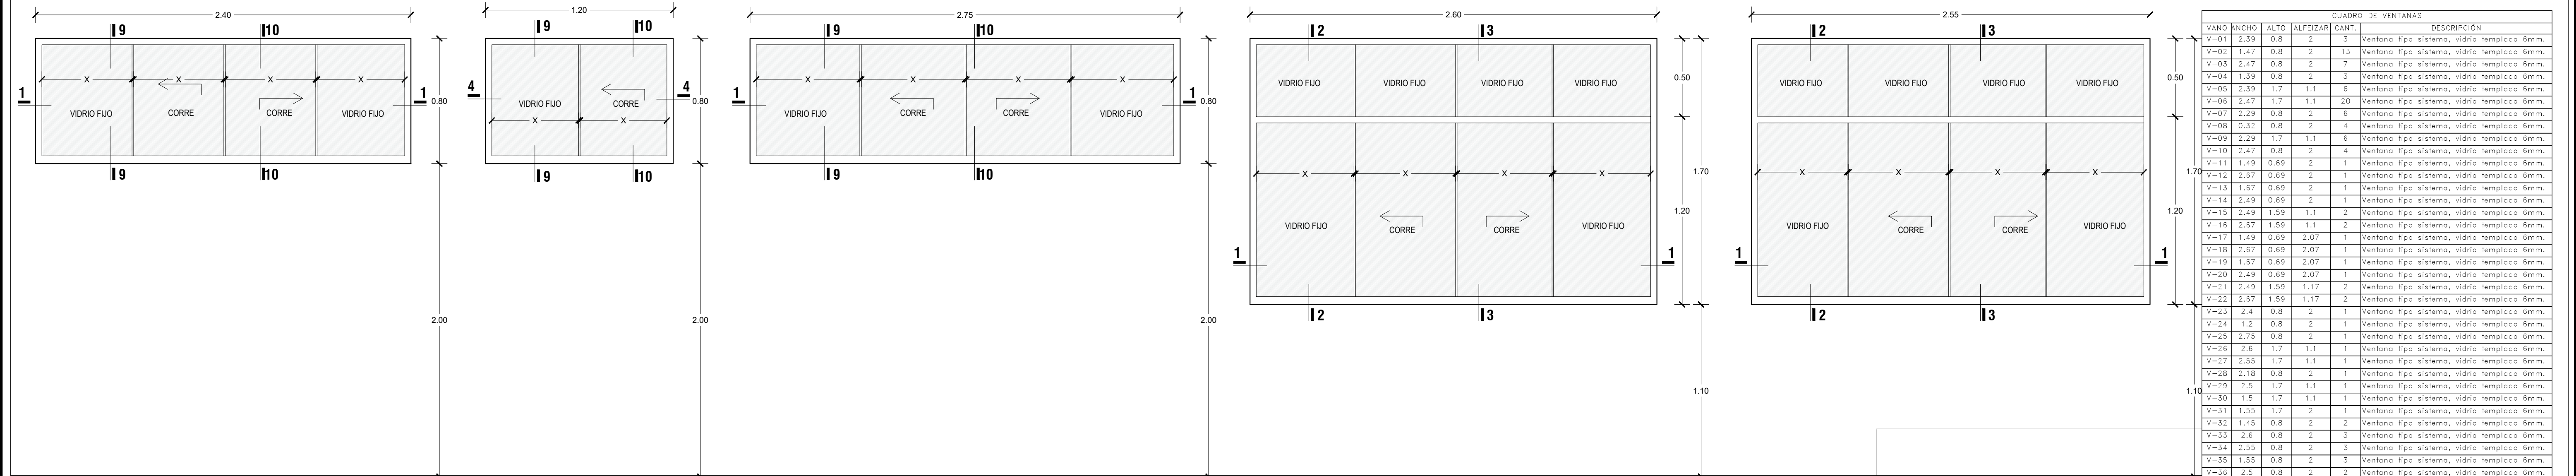 2.40
9 10
X X X X
1 1
VIDRIO FIJO CORRE CORRE VIDRIO FIJO
0.80
9 10
2.00
1.20
9 10
4 4
VIDRIO FIJO CORRE
X X
0.80
9 10
2.00
2.75
9 10
X X X X
1 1
VIDRIO FIJO CORRE CORRE VIDRIO FIJO
0.80
9 10
2.00
2.60
2 3
VIDRIO FIJO VIDRIO FIJO VIDRIO FIJO VIDRIO FIJO
0.50
X X X X
1.70
1.20
VIDRIO FIJO CORRE CORRE VIDRIO FIJO
1 1
2 3
1.10
2.55
2 3
VIDRIO FIJO VIDRIO FIJO VIDRIO FIJO VIDRIO FIJO
0.50
X X X X
1.70
1.20
VIDRIO FIJO CORRE CORRE VIDRIO FIJO
1 1
2 3
1.10
CUADRO DE VENTANAS
VANO ANCHO ALTO ALFEIZAR CANT. DESCRIPCIÓN
V-01 2.39 0.8 2 3 Ventana tipo sistema, vidrio templado 6mm.
V-02 1.47 0.8 2 13 Ventana tipo sistema, vidrio templado 6mm.
V-03 2.47 0.8 2 7 Ventana tipo sistema, vidrio templado 6mm.
V-04 1.39 0.8 2 3 Ventana tipo sistema, vidrio templado 6mm.
V-05 2.39 1.7 1.1 6 Ventana tipo sistema, vidrio templado 6mm.
V-06 2.47 1.7 1.1 20 Ventana tipo sistema, vidrio templado 6mm.
V-07 2.29 0.8 2 6 Ventana tipo sistema, vidrio templado 6mm.
V-08 0.32 0.8 2 4 Ventana tipo sistema, vidrio templado 6mm.
V-09 2.29 1.7 1.1 6 Ventana tipo sistema, vidrio templado 6mm.
V-10 2.47 0.8 2 4 Ventana tipo sistema, vidrio templado 6mm.
V-11 1.49 0.69 2 1 Ventana tipo sistema, vidrio templado 6mm.
V-12 2.67 0.69 2 1 Ventana tipo sistema, vidrio templado 6mm.
V-13 1.67 0.69 2 1 Ventana tipo sistema, vidrio templado 6mm.
V-14 2.49 0.69 2 1 Ventana tipo sistema, vidrio templado 6mm.
V-15 2.49 1.59 1.1 2 Ventana tipo sistema, vidrio templado 6mm.
V-16 2.67 1.59 1.1 2 Ventana tipo sistema, vidrio templado 6mm.
V-17 1.49 0.69 2.07 1 Ventana tipo sistema, vidrio templado 6mm.
V-18 2.67 0.69 2.07 1 Ventana tipo sistema, vidrio templado 6mm.
V-19 1.67 0.69 2.07 1 Ventana tipo sistema, vidrio templado 6mm.
V-20 2.49 0.69 2.07 1 Ventana tipo sistema, vidrio templado 6mm.
V-21 2.49 1.59 1.17 2 Ventana tipo sistema, vidrio templado 6mm.
V-22 2.67 1.59 1.17 2 Ventana tipo sistema, vidrio templado 6mm.
V-23 2.4 0.8 2 1 Ventana tipo sistema, vidrio templado 6mm.
V-24 1.2 0.8 2 1 Ventana tipo sistema, vidrio templado 6mm.
V-25 2.75 0.8 2 1 Ventana tipo sistema, vidrio templado 6mm.
V-26 2.6 1.7 1.1 1 Ventana tipo sistema, vidrio templado 6mm.
V-27 2.55 1.7 1.1 1 Ventana tipo sistema, vidrio templado 6mm.
V-28 2.18 0.8 2 1 Ventana tipo sistema, vidrio templado 6mm.
V-29 2.5 1.7 1.1 1 Ventana tipo sistema, vidrio templado 6mm.
V-30 1.5 1.7 1.1 1 Ventana tipo sistema, vidrio templado 6mm.
V-31 1.55 1.7 2 1 Ventana tipo sistema, vidrio templado 6mm.
V-32 1.45 0.8 2 2 Ventana tipo sistema, vidrio templado 6mm.
V-33 2.6 0.8 2 3 Ventana tipo sistema, vidrio templado 6mm.
V-34 2.55 0.8 2 3 Ventana tipo sistema, vidrio templado 6mm.
V-35 1.55 0.8 2 3 Ventana tipo sistema, vidrio templado 6mm.
V-36 2.5 0.8 2 2 Ventana tipo sistema, vidrio templado 6mm.